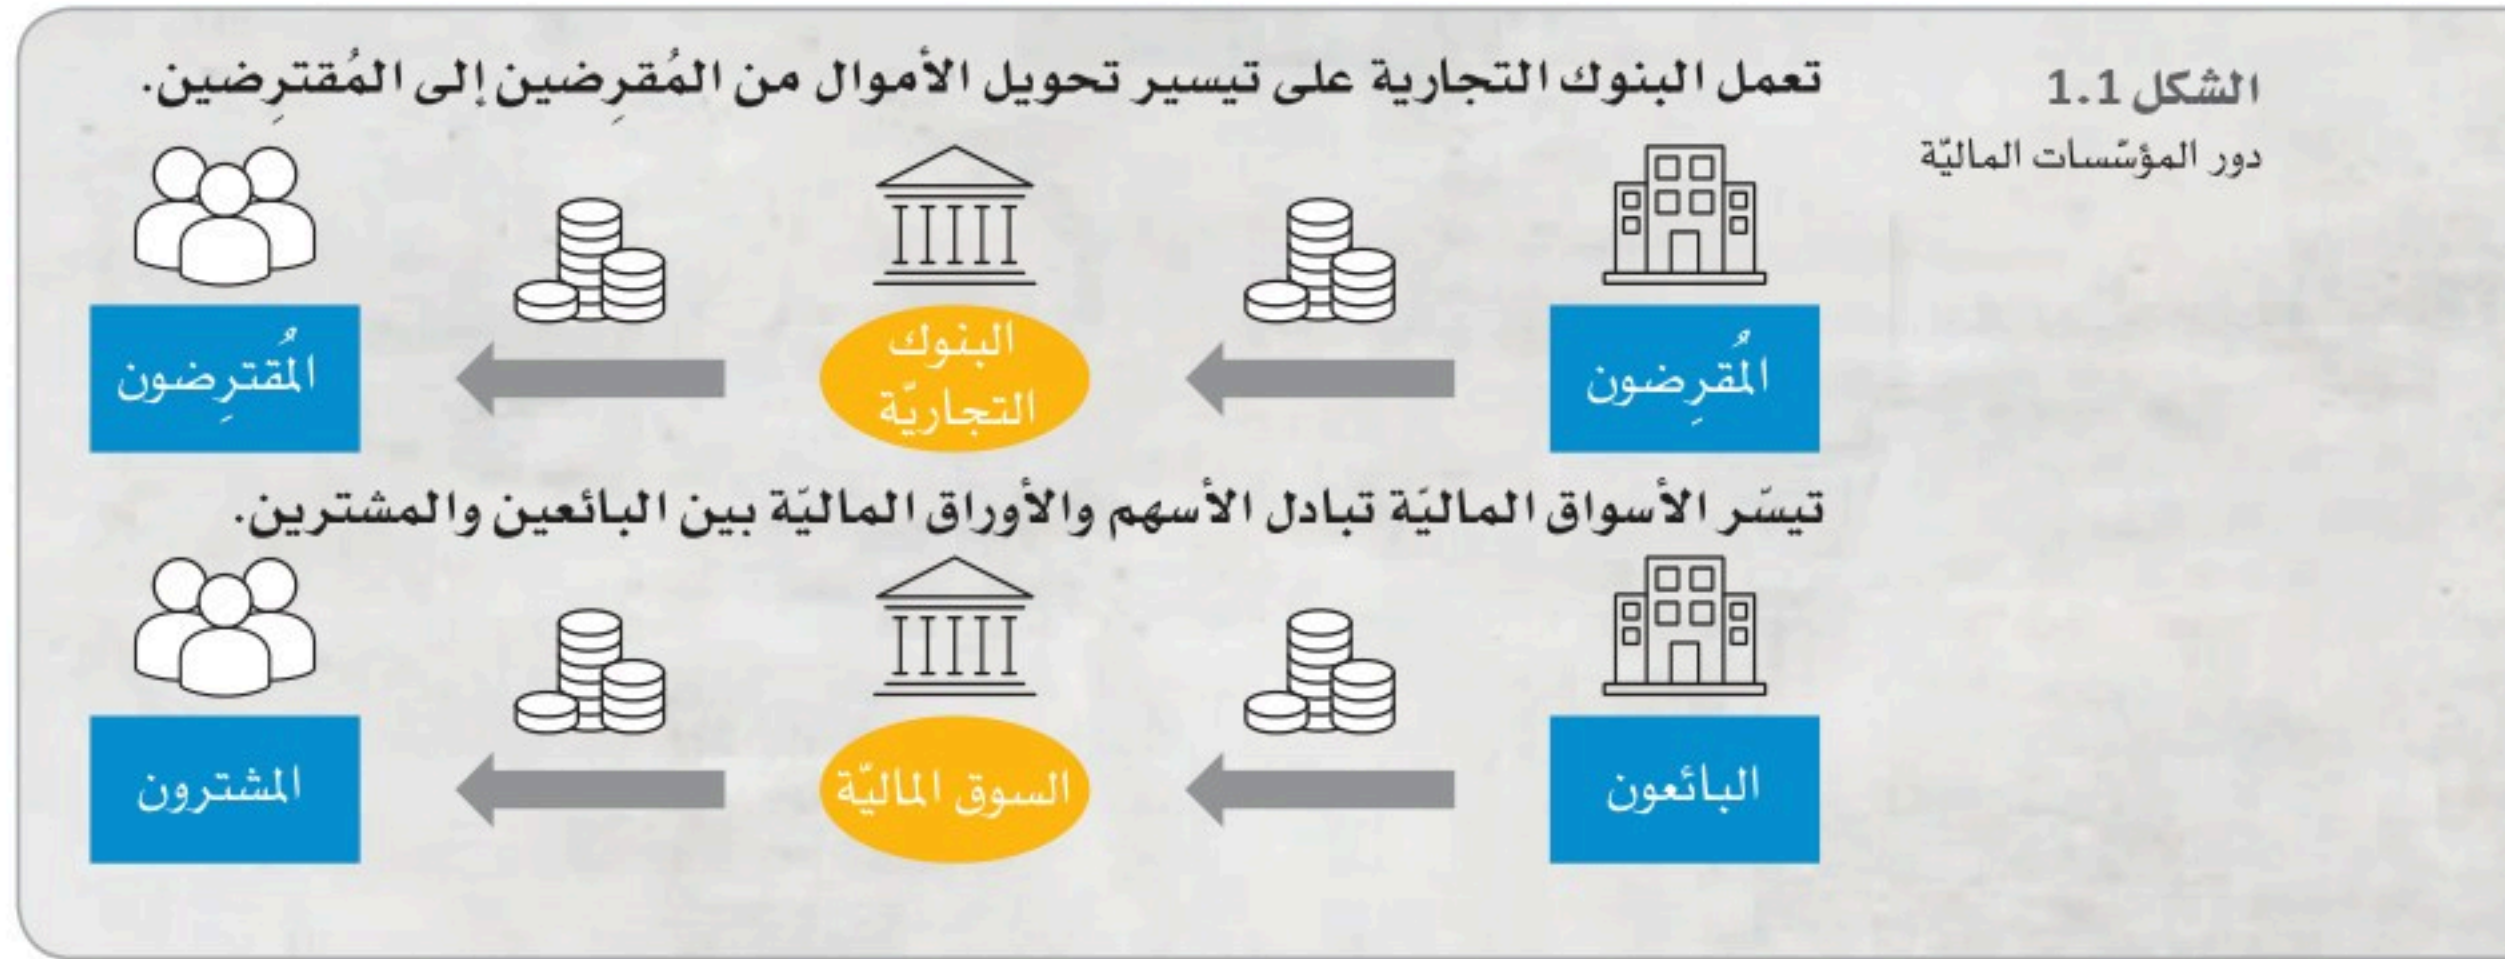 الشكل 1.1
دور المؤسّسات الماليّة
تعمل البنوك التجارية على تيسير تحويل الأموال من المُقرِضين إلى المُقترِضين.
المُقرِضون
البنوك
التجاريّة
المُقترِضون
تيسّر الأسواق الماليّة تبادل الأسهم والأوراق الماليّة بين البائعين والمشترين.
البائعون
السوق الماليّة
المشترون